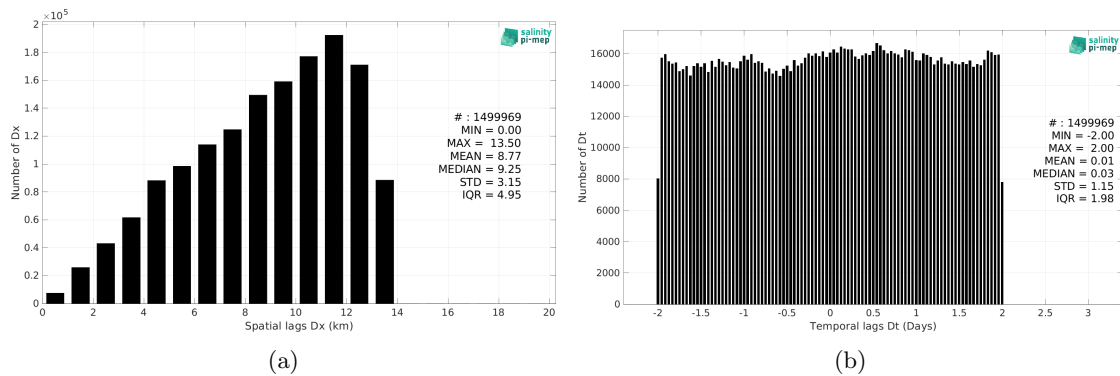 ×10⁵
2
1.8
1.6
1.4
1.2
1
0.8
0.6
0.4
0.2
0
Number of Dx
0 2 4 6 8 10 12 14 16 18 20
Spatial lags Dx (km)
salinity
pi-mep
# : 1499969
MIN = 0.00
MAX = 13.50
MEAN = 8.77
MEDIAN = 9.25
STD = 3.15
IQR = 4.95
(a)
16000
14000
12000
10000
8000
6000
4000
2000
0
Number of Dt
-2 -1.5 -1 -0.5 0 0.5 1 1.5 2 2.5 3
Temporal lags Dt (Days)
salinity
pi-mep
# : 1499969
MIN = -2.00
MAX = 2.00
MEAN = 0.01
MEDIAN = 0.03
STD = 1.15
IQR = 1.98
(b)